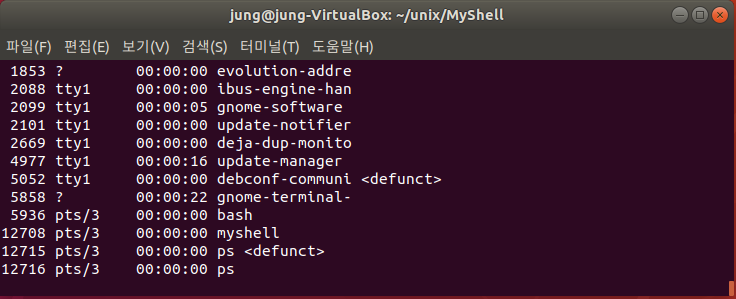 jung@jung-VirtualBox: ~/unix/MyShell
파일(F) 편집(E) 보기(V) 검색(S) 터미널(T) 도움말(H)
1853 ? 00:00:00 evolution-addre
2088 tty1 00:00:00 ibus-engine-han
2099 tty1 00:00:05 gnome-software
2101 tty1 00:00:00 update-notifier
2669 tty1 00:00:00 deja-dup-monito
4977 tty1 00:00:16 update-manager
5052 tty1 00:00:00 debconf-communi <defunct>
5858 ? 00:00:22 gnome-terminal-
5936 pts/3 00:00:00 bash
12708 pts/3 00:00:00 myshell
12715 pts/3 00:00:00 ps <defunct>
12716 pts/3 00:00:00 ps